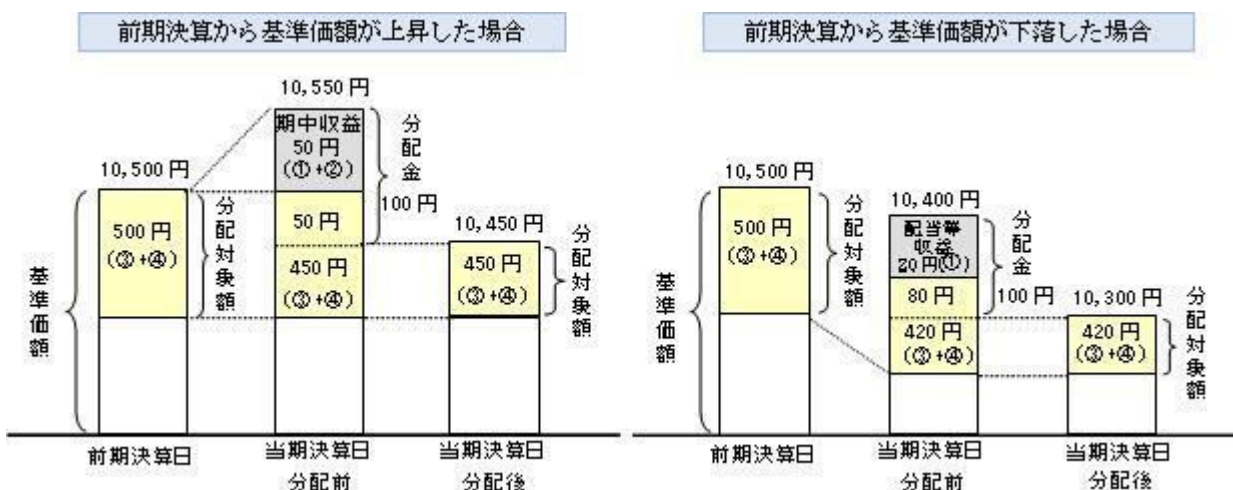 前期決算から基準価額が上昇した場合
10,550円
期中収益
50円
(①+②)
分配金
100円
10,500円
500円
(③+④)
分配対象額
50円
450円
(③+④)
10,450円
450円
(③+④)
分配対象額
基準価額
前期決算日
当期決算日
分配前
当期決算日
分配後
前期決算から基準価額が下落した場合
10,500円
500円
(③+④)
分配対象額
10,400円
配当等
収益
20円(①)
分配金
100円
80円
420円
(③+④)
10,300円
420円
(③+④)
分配対象額
基準価額
前期決算日
当期決算日
分配前
当期決算日
分配後